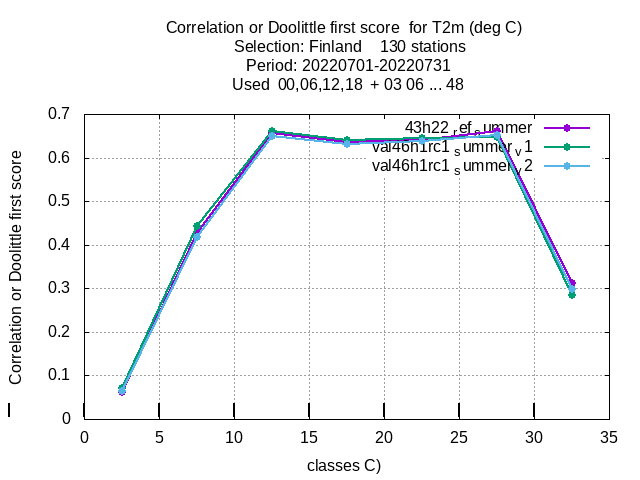 Correlation or Doolittle first score for T2m (deg C)
Selection: Finland 130 stations
Period: 20220701-20220731
Used 00,06,12,18 + 03 06 ... 48
43h22_ref_summer
val46h1rc1_summer_v1
val46h1rc1_summer_v2
Correlation or Doolittle first score
0.7
0.6
0.5
0.4
0.3
0.2
0.1
0
0 5 10 15 20 25 30 35
classes C)